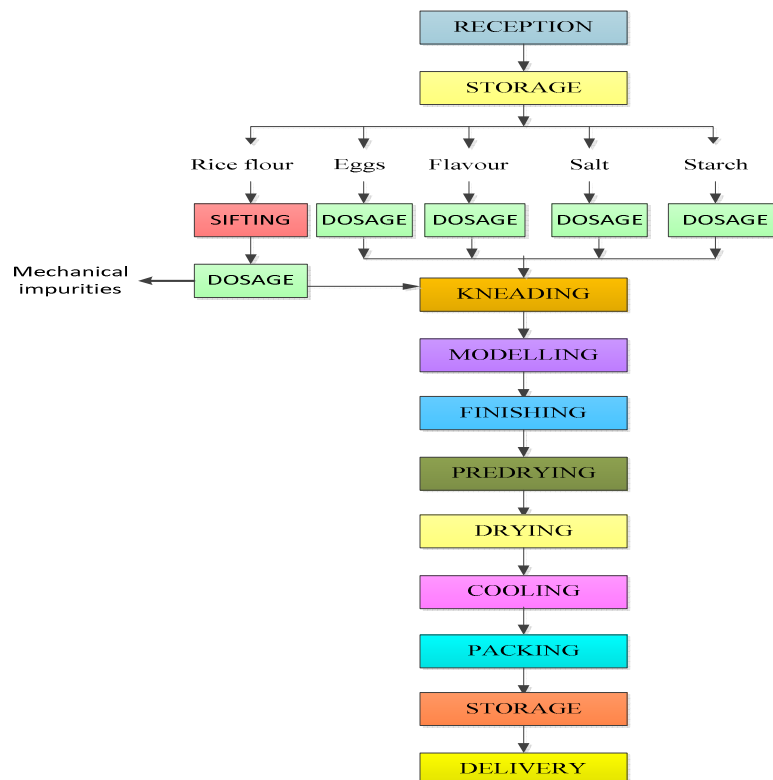 RECEPTION
STORAGE
Rice flour
Eggs
Flavour
Salt
Starch
SIFTING
DOSAGE
DOSAGE
DOSAGE
DOSAGE
Mechanical
impurities
DOSAGE
KNEADING
MODELLING
FINISHING
PREDRYING
DRYING
COOLING
PACKING
STORAGE
DELIVERY